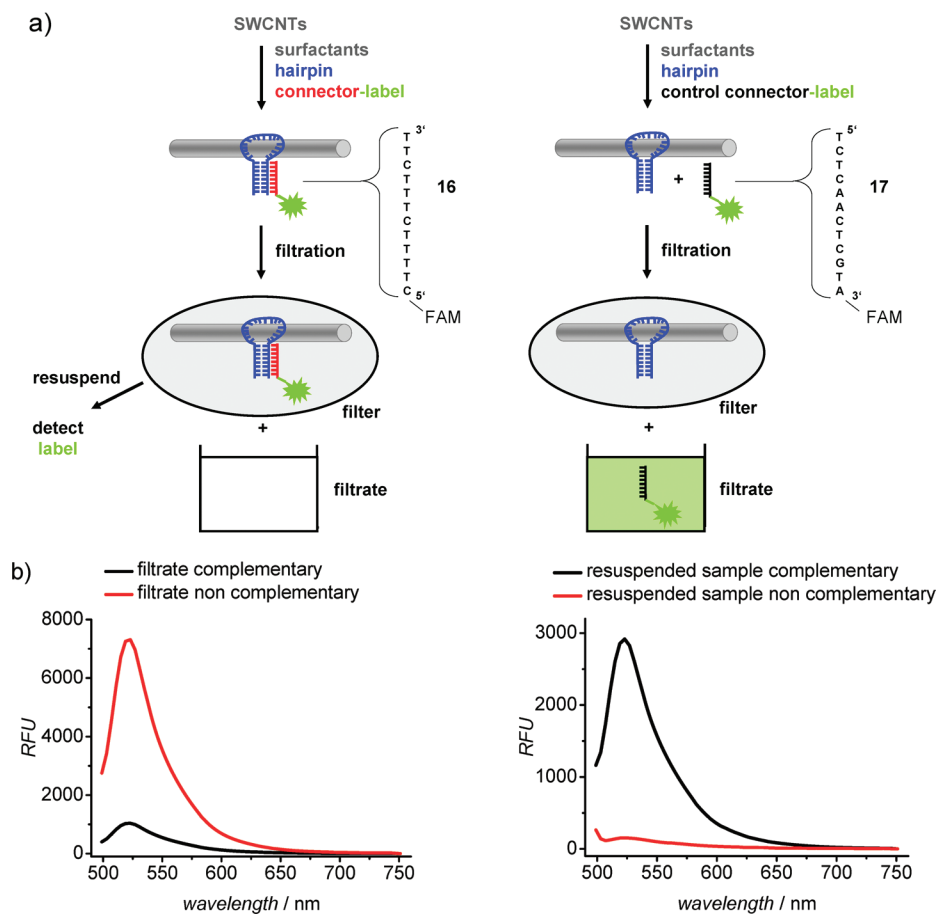 a)
SWCNTs
surfactants
hairpin
connector-label
3‘
T
T
C
T
T
T
C
T
T
T
T
C
5‘
16
FAM
filtration
resuspend
detect
label
filter
+
filtrate
SWCNTs
surfactants
hairpin
control connector-label
+
5‘
T
C
T
C
A
A
C
T
C
G
T
A
3‘
17
FAM
filtration
filter
+
filtrate
b)
filtrate complementary
filtrate non complementary
8000
6000
4000
2000
0
RFU
500 550 600 650 700 750
wavelength / nm
resuspended sample complementary
resuspended sample non complementary
3000
2000
1000
0
RFU
500 550 600 650 700 750
wavelength / nm